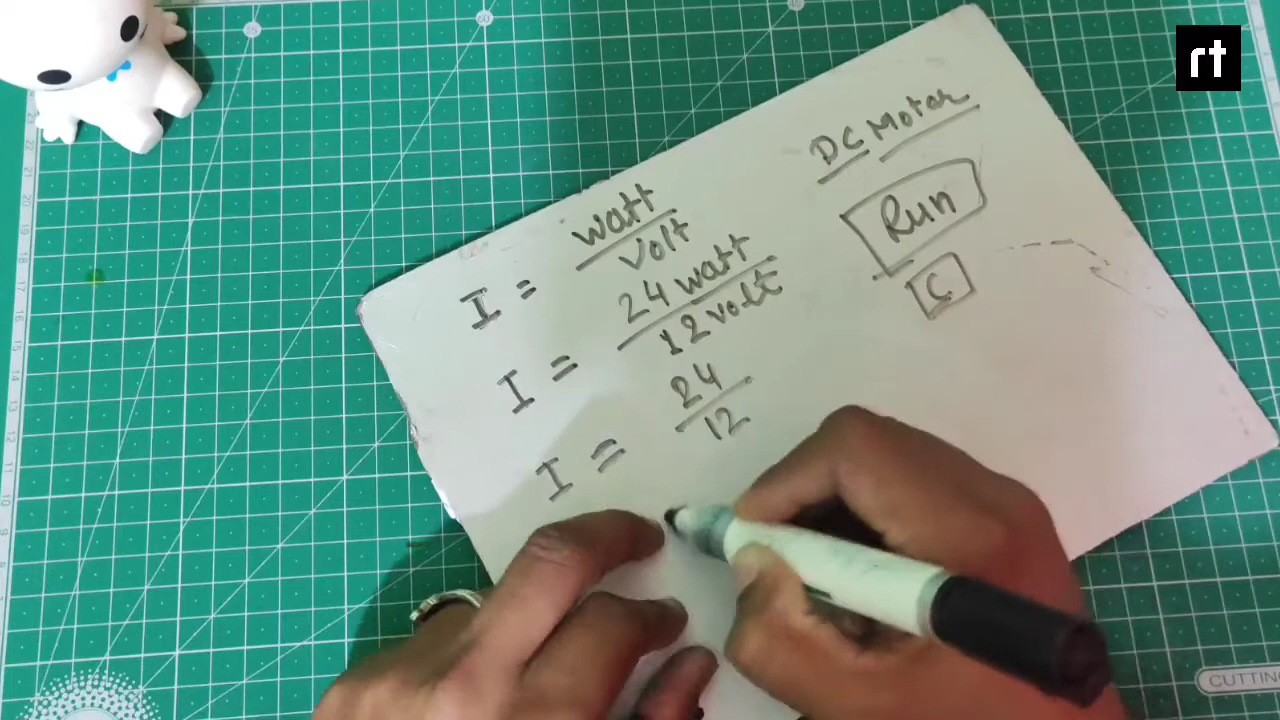 rt
DC Motor
Run
C
I = watt / volt
I = 24 watt / 12 volt
I = 24 / 12
CUTTING